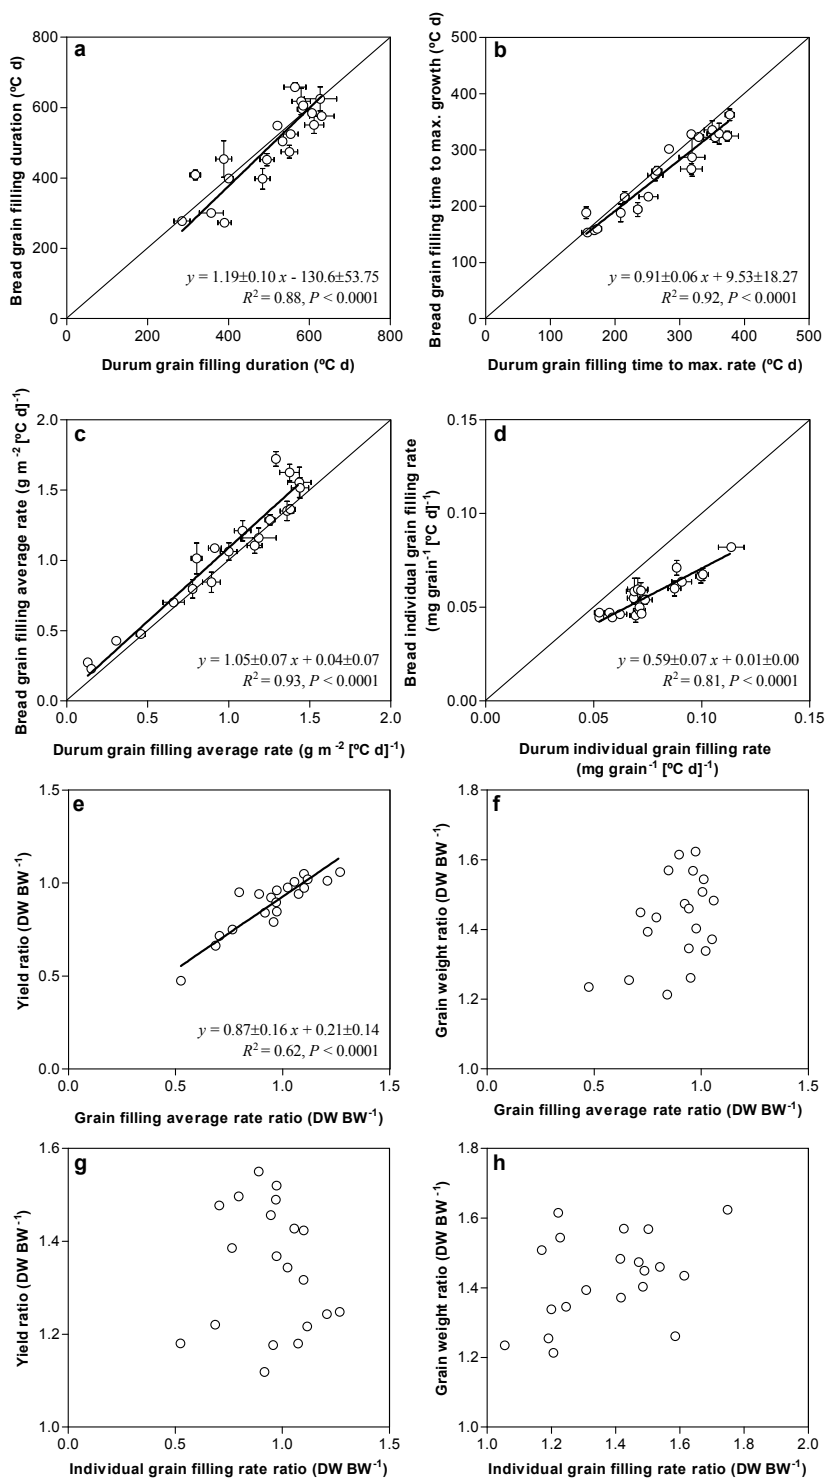 a
Bread grain filling duration (ºC d)
800
600
400
200
0
y = 1.19±0.10 x - 130.6±53.75
R² = 0.88, P < 0.0001
0 200 400 600 800
Durum grain filling duration (ºC d)
b
Bread grain filling time to max. growth (ºC d)
500
400
300
200
100
0
y = 0.91±0.06 x + 9.53±18.27
R² = 0.92, P < 0.0001
0 100 200 300 400 500
Durum grain filling time to max. rate (ºC d)
c
Bread grain filling average rate (g m⁻² [ºC d]⁻¹)
2.0
1.5
1.0
0.5
0.0
y = 1.05±0.07 x + 0.04±0.07
R² = 0.93, P < 0.0001
0.0 0.5 1.0 1.5 2.0
Durum grain filling average rate (g m⁻² [ºC d]⁻¹)
d
Bread individual grain filling rate
(mg grain⁻¹ [ºC d]⁻¹)
0.15
0.10
0.05
0.00
y = 0.59±0.07 x + 0.01±0.00
R² = 0.81, P < 0.0001
0.00 0.05 0.10 0.15
Durum individual grain filling rate
(mg grain⁻¹ [ºC d]⁻¹)
e
Yield ratio (DW BW⁻¹)
1.5
1.0
0.5
0.0
y = 0.87±0.16 x + 0.21±0.14
R² = 0.62, P < 0.0001
0.0 0.5 1.0 1.5
Grain filling average rate ratio (DW BW⁻¹)
f
Grain weight ratio (DW BW⁻¹)
1.8
1.6
1.4
1.2
1.0
0.0 0.5 1.0 1.5
Grain filling average rate ratio (DW BW⁻¹)
g
Yield ratio (DW BW⁻¹)
1.6
1.4
1.2
1.0
0.0 0.5 1.0 1.5
Individual grain filling rate ratio (DW BW⁻¹)
h
Grain weight ratio (DW BW⁻¹)
1.8
1.6
1.4
1.2
1.0
1.0 1.2 1.4 1.6 1.8 2.0
Individual grain filling rate ratio (DW BW⁻¹)